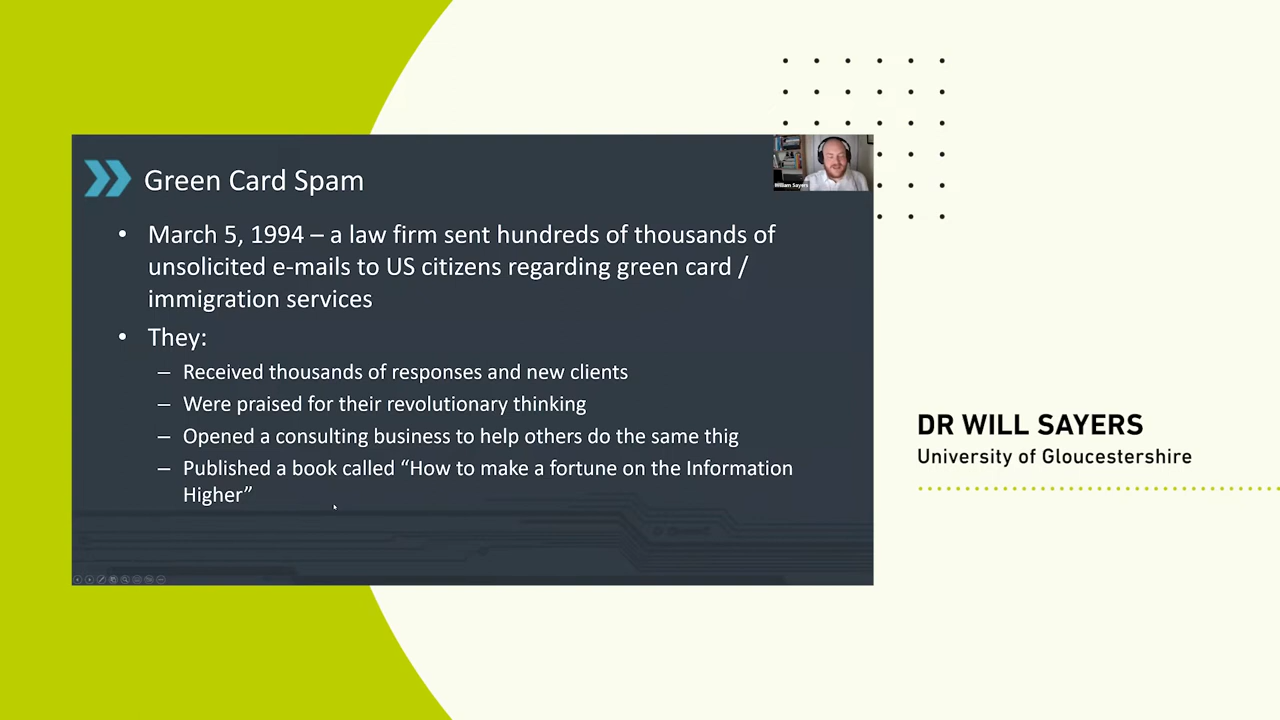 Green Card Spam
William Sayers
• March 5, 1994 – a law firm sent hundreds of thousands of
unsolicited e-mails to US citizens regarding green card /
immigration services
• They:
– Received thousands of responses and new clients
– Were praised for their revolutionary thinking
– Opened a consulting business to help others do the same thig
– Published a book called “How to make a fortune on the Information
Higher”
DR WILL SAYERS
University of Gloucestershire